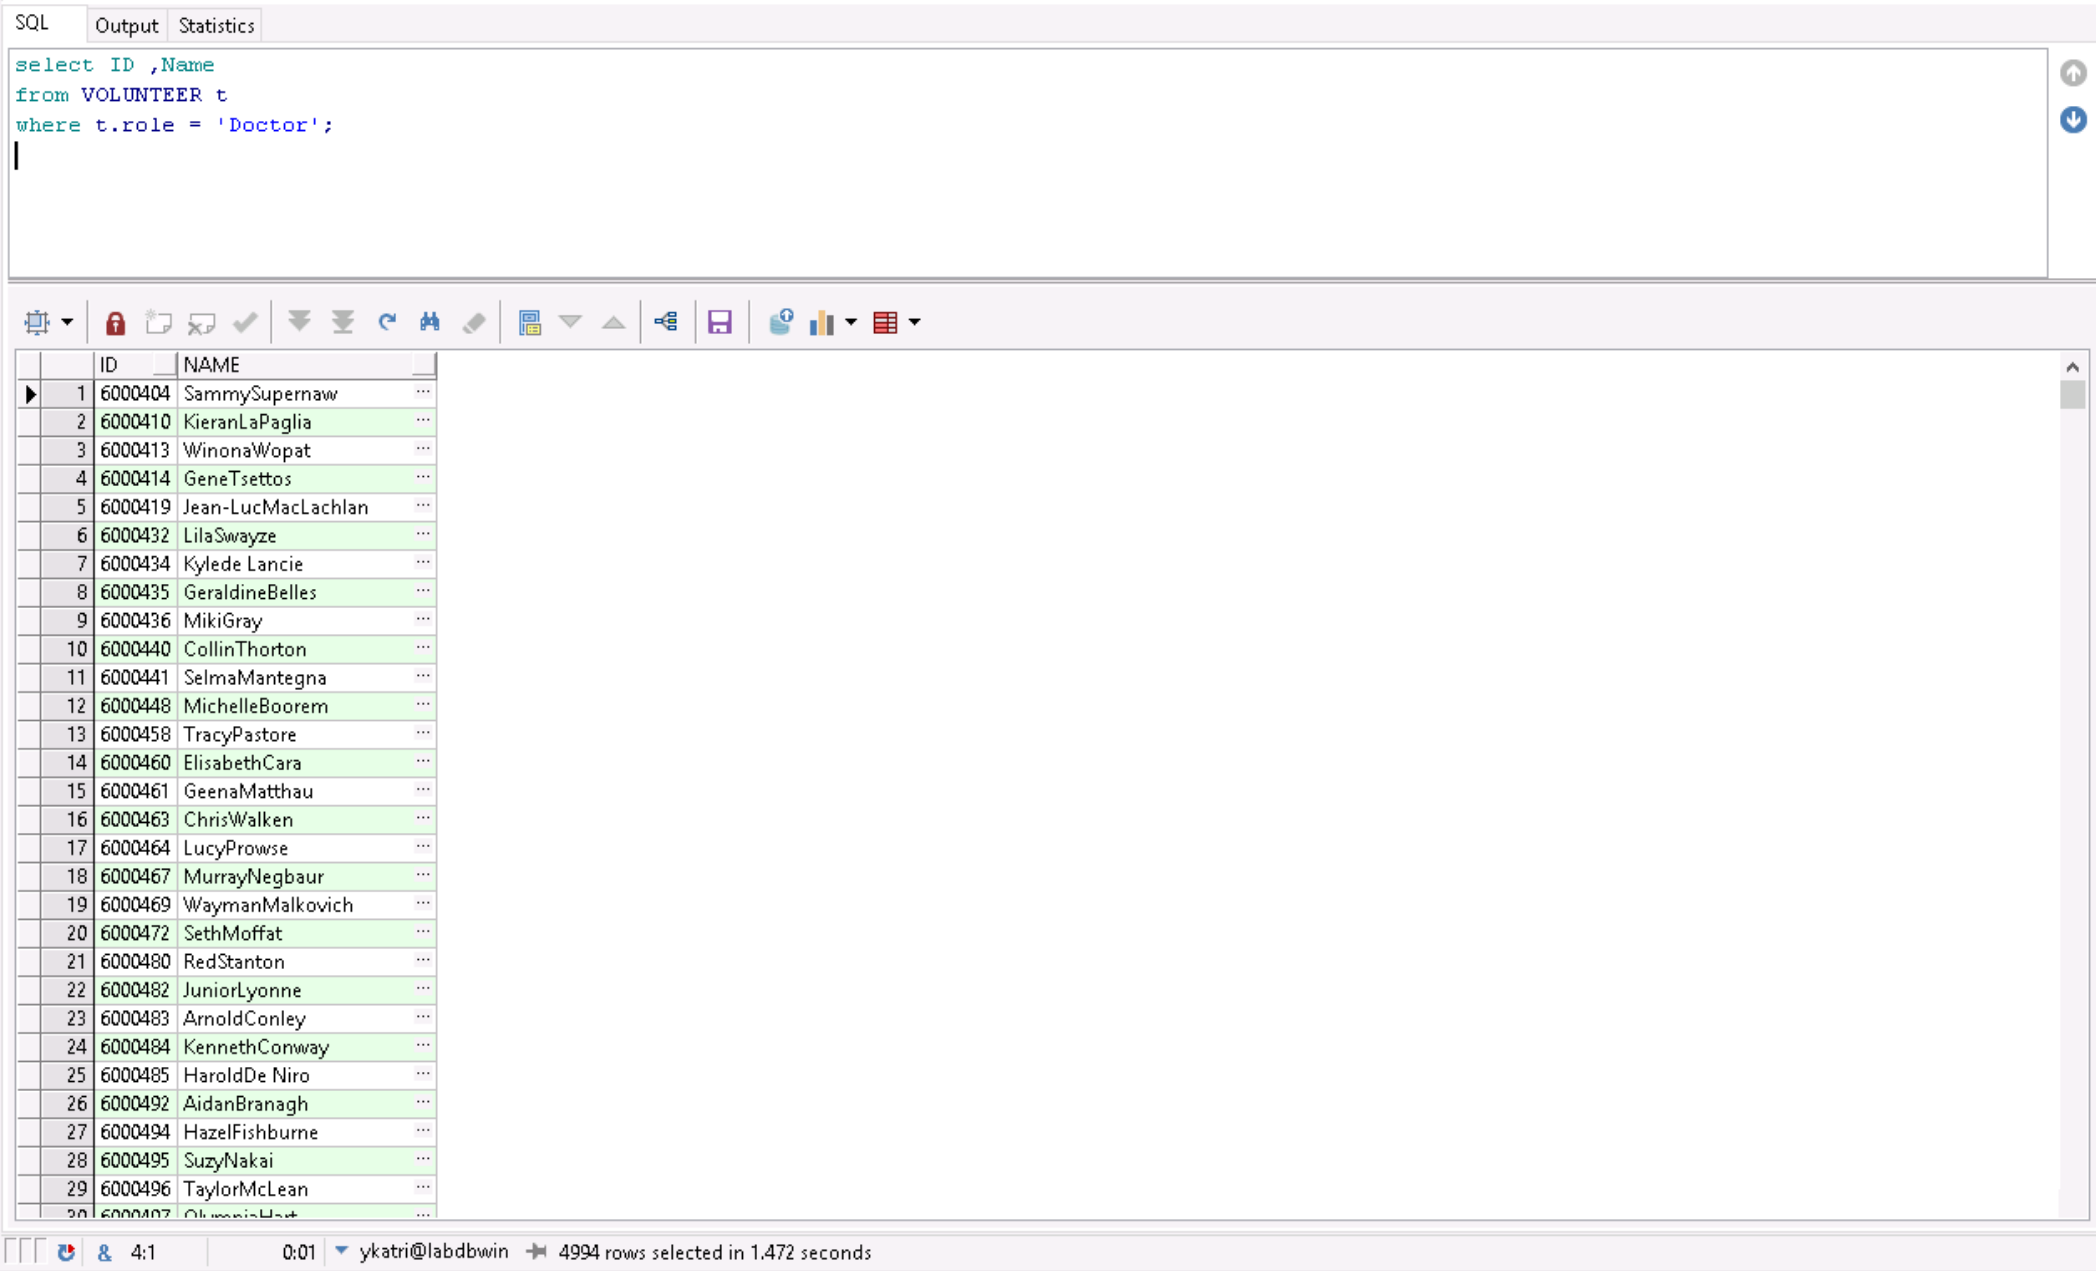 SQL Output Statistics
select ID ,Name
from VOLUNTEER t
where t.role = 'Doctor';
ID NAME
1 6000404 SammySupernaw ...
2 6000410 KieranLaPaglia ...
3 6000413 WinonaWopat ...
4 6000414 GeneTsettos ...
5 6000419 Jean-LucMacLachlan ...
6 6000432 LilaSwayze ...
7 6000434 Kylede Lancie ...
8 6000435 GeraldineBelles ...
9 6000436 MikiGray ...
10 6000440 CollinThorton ...
11 6000441 SelmaMantegna ...
12 6000448 MichelleBoorem ...
13 6000458 TracyPastore ...
14 6000460 ElisabethCara ...
15 6000461 GeenaMatthau ...
16 6000463 ChrisWalken ...
17 6000464 LucyProwse ...
18 6000467 MurrayNegbaur ...
19 6000469 WaymanMalkovich ...
20 6000472 SethMoffat ...
21 6000480 RedStanton ...
22 6000482 JuniorLyonne ...
23 6000483 ArnoldConley ...
24 6000484 KennethConway ...
25 6000485 HaroldDe Niro ...
26 6000492 AidanBranagh ...
27 6000494 HazelFishburne ...
28 6000495 SuzyNakai ...
29 6000496 TaylorMcLean ...
30 6000497 OlympiaHart ...
& 4:1 0:01 ykatri@labdbwin 4994 rows selected in 1.472 seconds